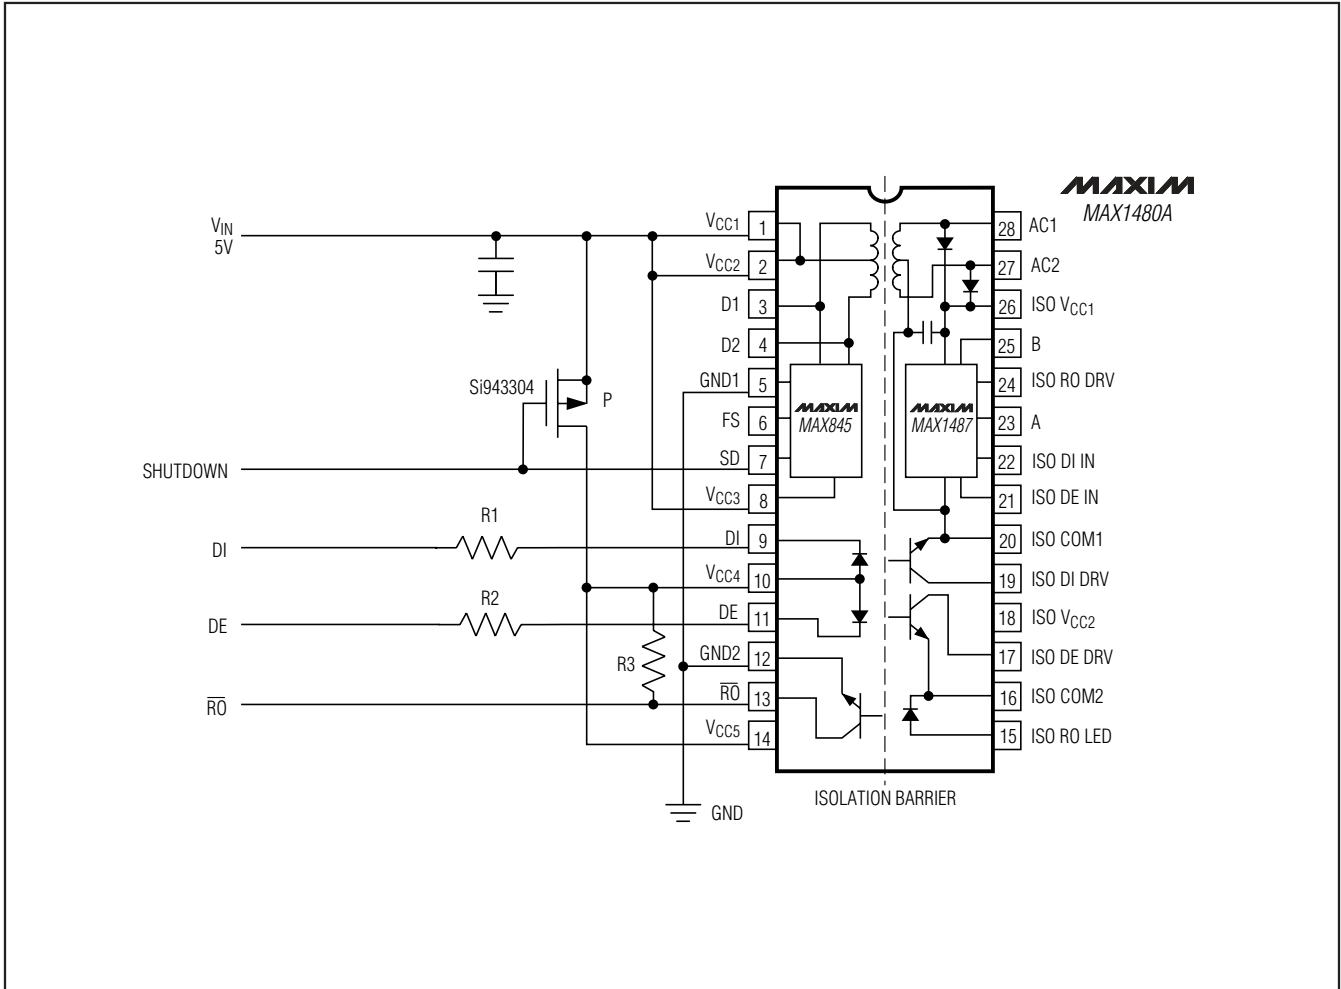 MAXIM
MAX1480A
VIN
5V
SHUTDOWN
DI
DE
RO
Si943304
P
R1
R2
R3
GND
VCC1 1
VCC2 2
D1 3
D2 4
GND1 5
FS 6
SD 7
VCC3 8
DI 9
VCC4 10
DE 11
GND2 12
RO 13
VCC5 14
MAXIM
MAX845
MAXIM
MAX1487
28 AC1
27 AC2
26 ISO VCC1
25 B
24 ISO RO DRV
23 A
22 ISO DI IN
21 ISO DE IN
20 ISO COM1
19 ISO DI DRV
18 ISO VCC2
17 ISO DE DRV
16 ISO COM2
15 ISO RO LED
ISOLATION BARRIER